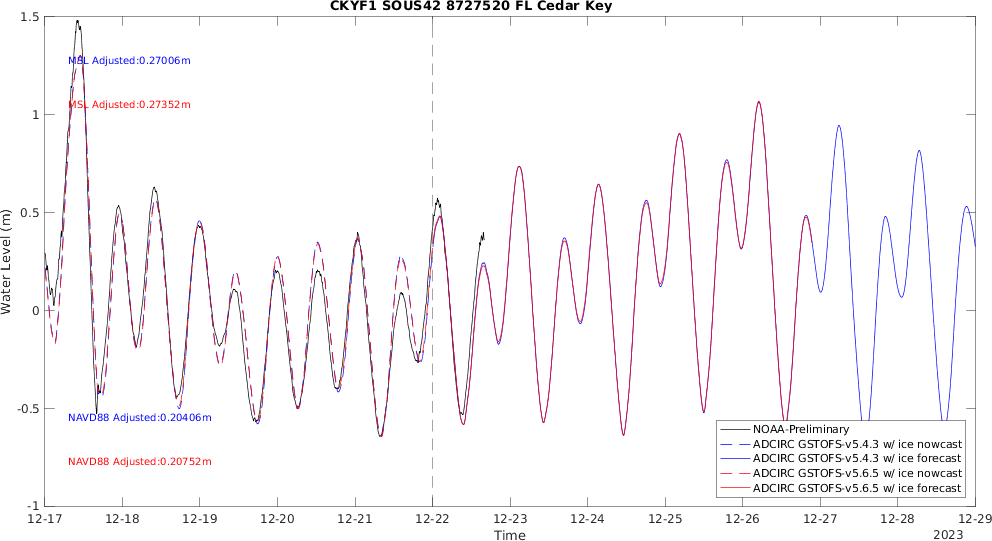 CKYF1 SOUS42 8727520 FL Cedar Key
1.5
1
0.5
0
-0.5
-1
Water Level (m)
MSL Adjusted:0.27006m
MSL Adjusted:0.27352m
NAVD88 Adjusted:0.20406m
NAVD88 Adjusted:0.20752m
NOAA-Preliminary
ADCIRC GSTOFS-v5.4.3 w/ ice nowcast
ADCIRC GSTOFS-v5.4.3 w/ ice forecast
ADCIRC GSTOFS-v5.6.5 w/ ice nowcast
ADCIRC GSTOFS-v5.6.5 w/ ice forecast
12-17 12-18 12-19 12-20 12-21 12-22 12-23 12-24 12-25 12-26 12-27 12-28 12-29
Time
2023